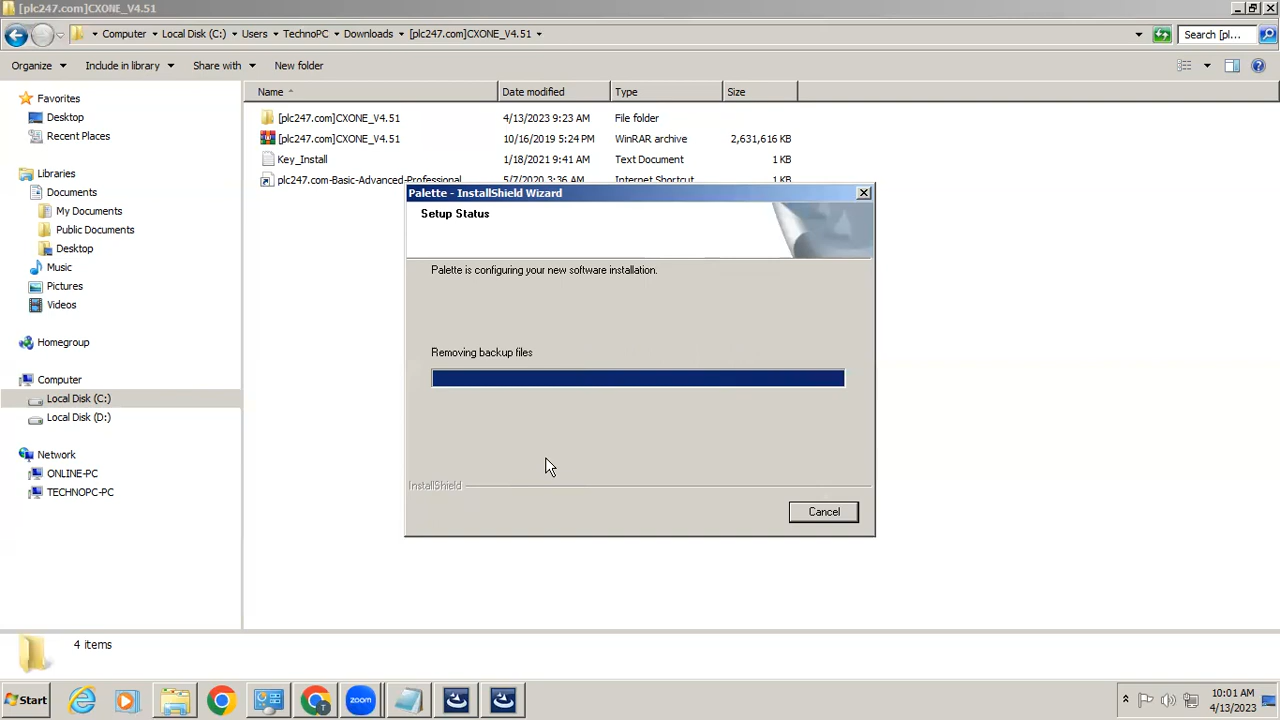 [plc247.com]CXONE_V4.51
Computer Local Disk (C:) Users TechnoPC Downloads [plc247.com]CXONE_V4.51 Search [pl...
Organize Include in library Share with New folder
Name Date modified Type Size
Favorites
Desktop
Recent Places
Libraries
Documents
My Documents
Public Documents
Desktop
Music
Pictures
Videos
Homegroup
Computer
Local Disk (C:)
Local Disk (D:)
Network
ONLINE-PC
TECHNOPC-PC
[plc247.com]CXONE_V4.51 4/13/2023 9:23 AM File folder
[plc247.com]CXONE_V4.51 10/16/2019 5:24 PM WinRAR archive 2,631,616 KB
Key_Install 1/18/2021 9:41 AM Text Document 1 KB
plc247.com-Basic-Advanced-Professional 5/7/2020 3:36 AM Internet Shortcut 1 KB
Palette - InstallShield Wizard
Setup Status
Palette is configuring your new software installation.
Removing backup files
InstallShield
Cancel
4 items
Start
zoom
T
10:01 AM
4/13/2023